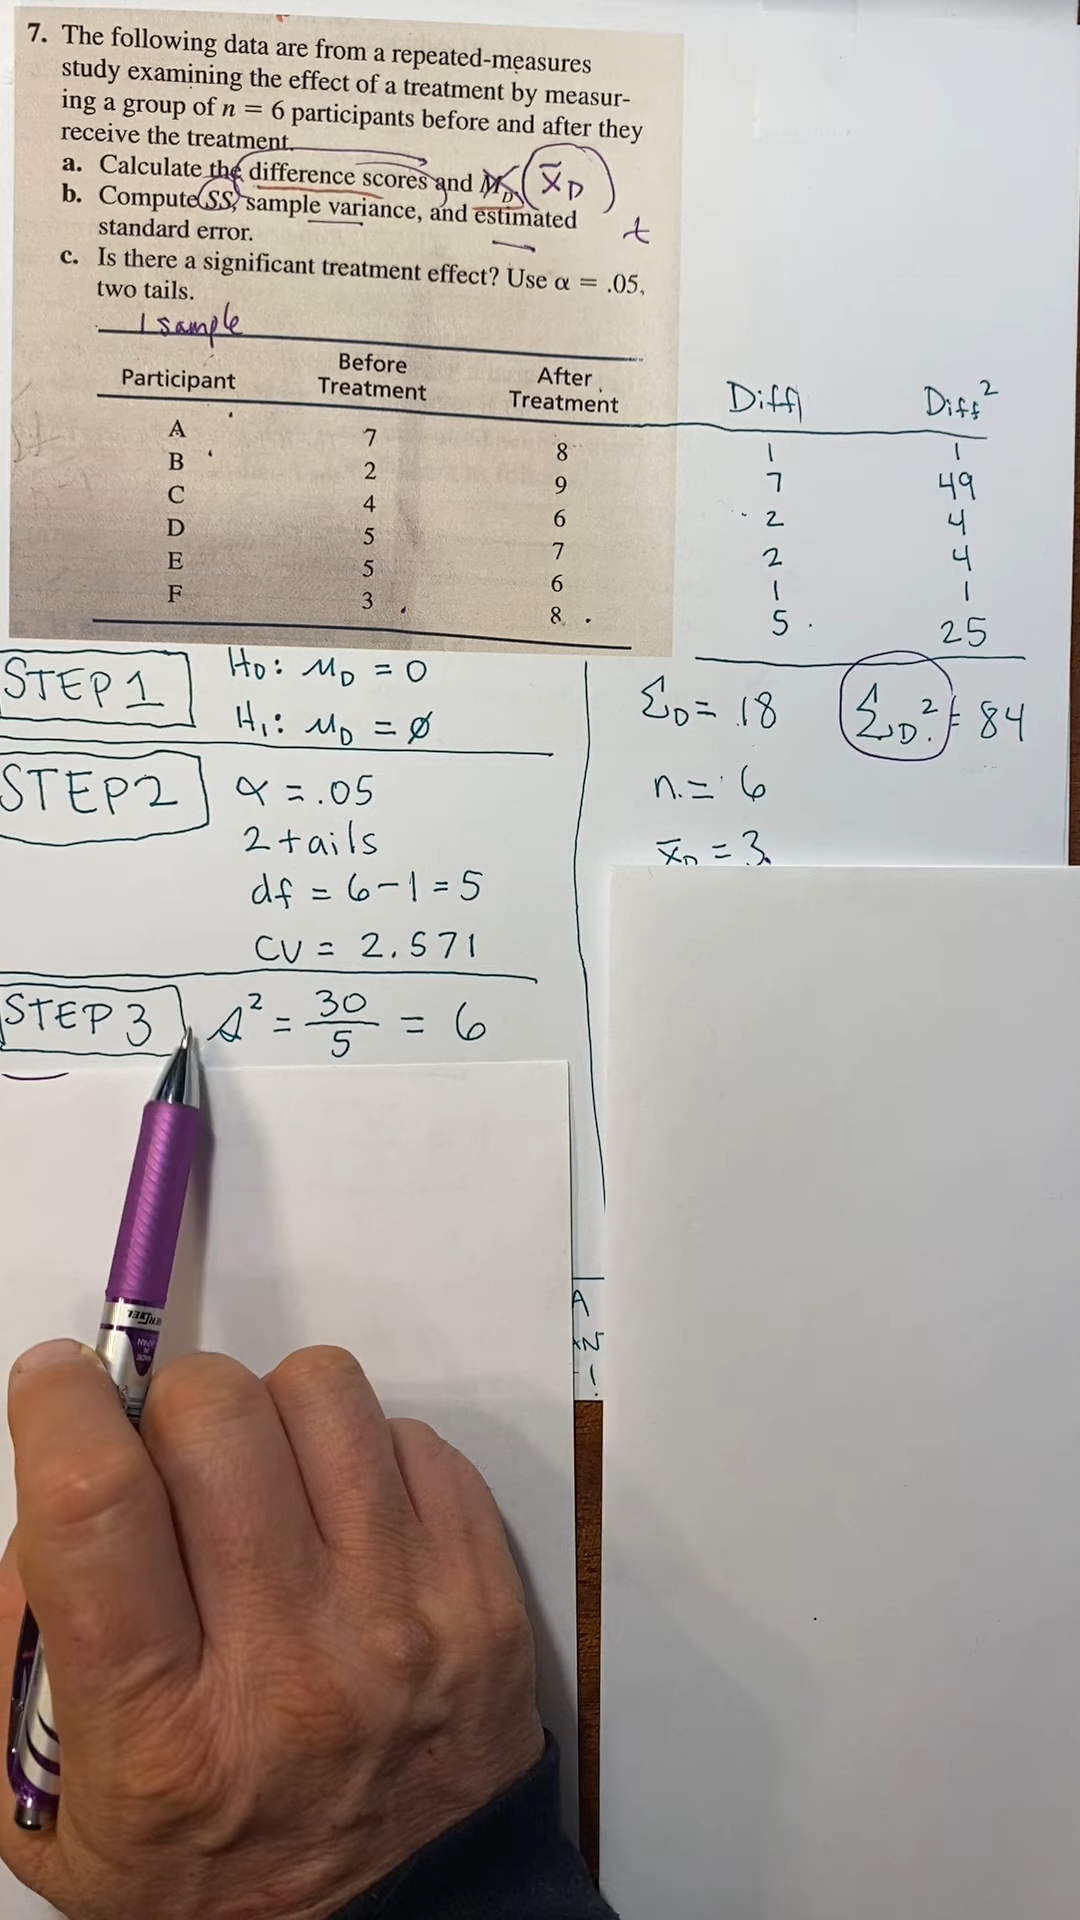 7. The following data are from a repeated-measures
study examining the effect of a treatment by measur-
ing a group of n = 6 participants before and after they
receive the treatment.
a. Calculate the difference scores and M_D. (x̄_D)
b. Compute SS, sample variance, and estimated
standard error.
t
c. Is there a significant treatment effect? Use α = .05,
two tails.
1 sample
Participant Before Treatment After Treatment Diff Diff²
A 7 8 1 1
B 2 9 7 49
C 4 6 2 4
D 5 7 2 4
E 5 6 1 1
F 3 8 5 25
STEP 1
H₀: μ_D = 0
H₁: μ_D = ∅
Σ_D = 18 Σ_D² = 84
n = 6
x̄_D = 3
STEP 2
α = .05
2 tails
df = 6-1 = 5
CV = 2.571
STEP 3 s² = 30/5 = 6
A
AN
!